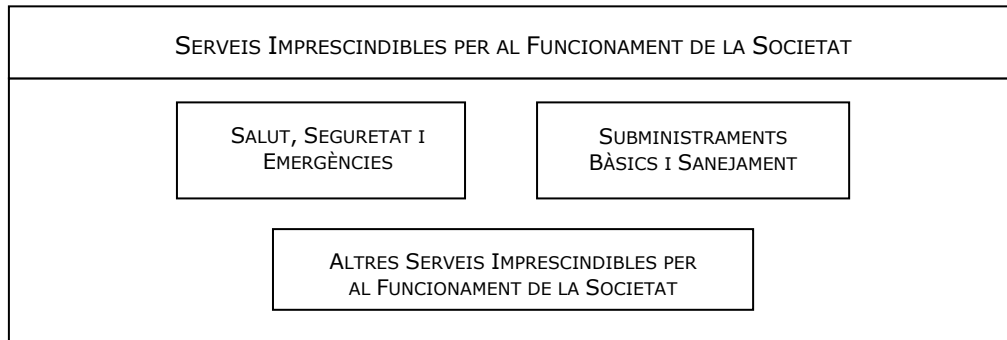 Serveis Imprescindibles per al Funcionament de la Societat
Salut, Seguretat i
Emergències
Subministraments
Bàsics i Sanejament
Altres Serveis Imprescindibles per
al Funcionament de la Societat